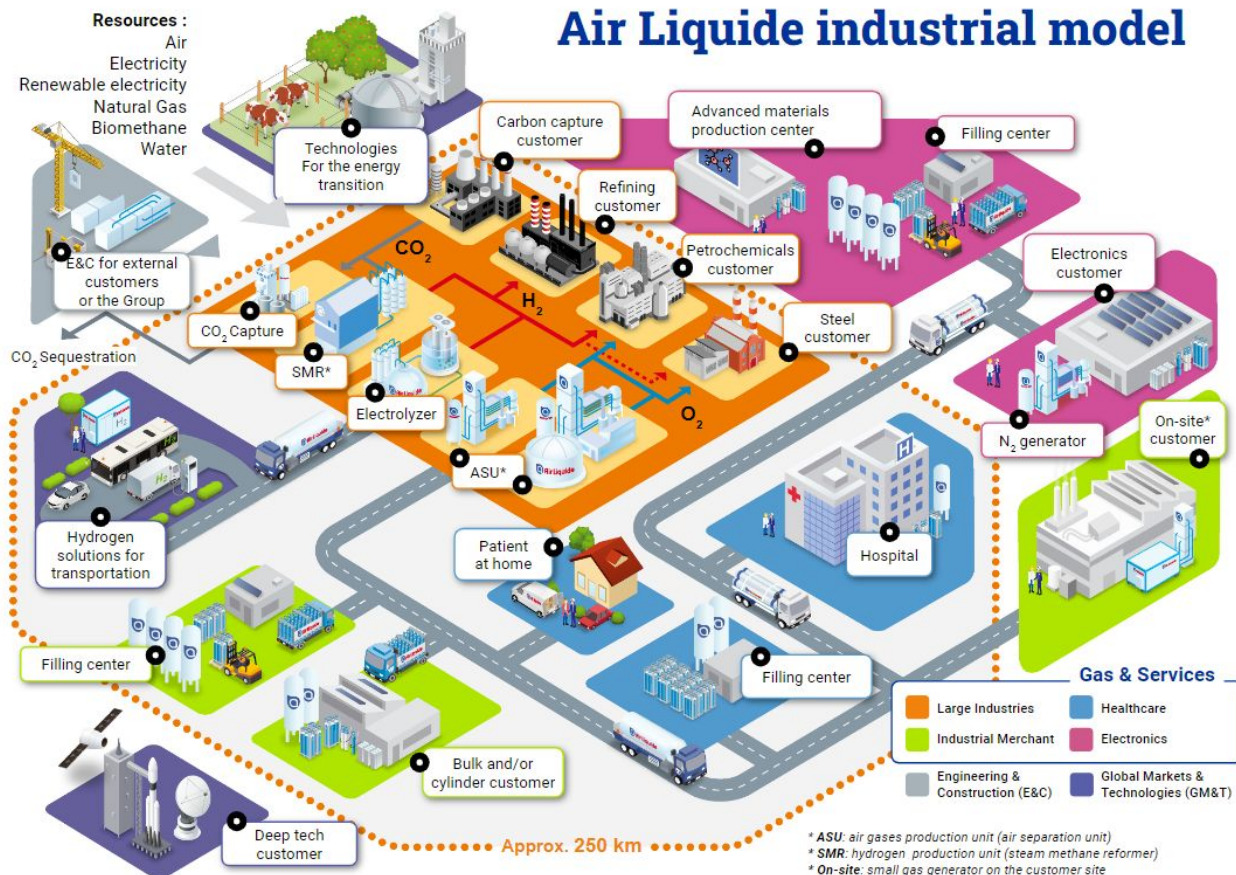 Air Liquide industrial model
Resources :
Air
Electricity
Renewable electricity
Natural Gas
Biomethane
Water
Technologies
For the energy
transition
Carbon capture
customer
Refining
customer
Petrochemicals
customer
Steel
customer
Advanced materials
production center
Filling center
Electronics
customer
N₂ generator
On-site*
customer
E&C for external
customers
or the Group
CO₂ Sequestration
CO₂
H₂
O₂
CO₂ Capture
SMR*
Electrolyzer
ASU*
Air Liquide
H₂
H₂
Hydrogen
solutions for
transportation
Patient
at home
H
Hospital
Filling center
Filling center
Bulk and/or
cylinder customer
Deep tech
customer
Approx. 250 km
Gas & Services
Large Industries
Healthcare
Industrial Merchant
Electronics
Engineering &
Construction (E&C)
Global Markets &
Technologies (GM&T)
* ASU: air gases production unit (air separation unit)
* SMR: hydrogen production unit (steam methane reformer)
* On-site: small gas generator on the customer site